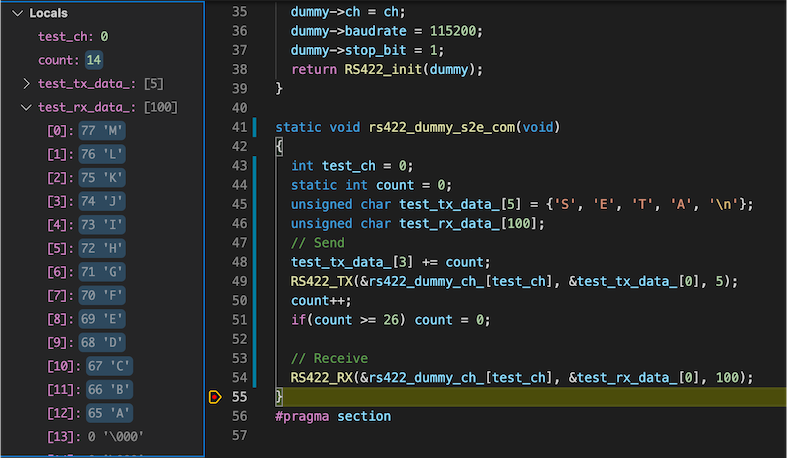 Locals
test_ch: 0
count: 14
test_tx_data_: [5]
test_rx_data_: [100]
[0]: 77 'M'
[1]: 76 'L'
[2]: 75 'K'
[3]: 74 'J'
[4]: 73 'I'
[5]: 72 'H'
[6]: 71 'G'
[7]: 70 'F'
[8]: 69 'E'
[9]: 68 'D'
[10]: 67 'C'
[11]: 66 'B'
[12]: 65 'A'
[13]: 0 '\000'
35 dummy->ch = ch;
36 dummy->baudrate = 115200;
37 dummy->stop_bit = 1;
38 return RS422_init(dummy);
39 }
40
41 static void rs422_dummy_s2e_com(void)
42 {
43 int test_ch = 0;
44 static int count = 0;
45 unsigned char test_tx_data_[5] = {'S', 'E', 'T', 'A', '\n'};
46 unsigned char test_rx_data_[100];
47 // Send
48 test_tx_data_[3] += count;
49 RS422_TX(&rs422_dummy_ch_[test_ch], &test_tx_data_[0], 5);
50 count++;
51 if(count >= 26) count = 0;
52
53 // Receive
54 RS422_RX(&rs422_dummy_ch_[test_ch], &test_rx_data_[0], 100);
55 }
56 #pragma section
57